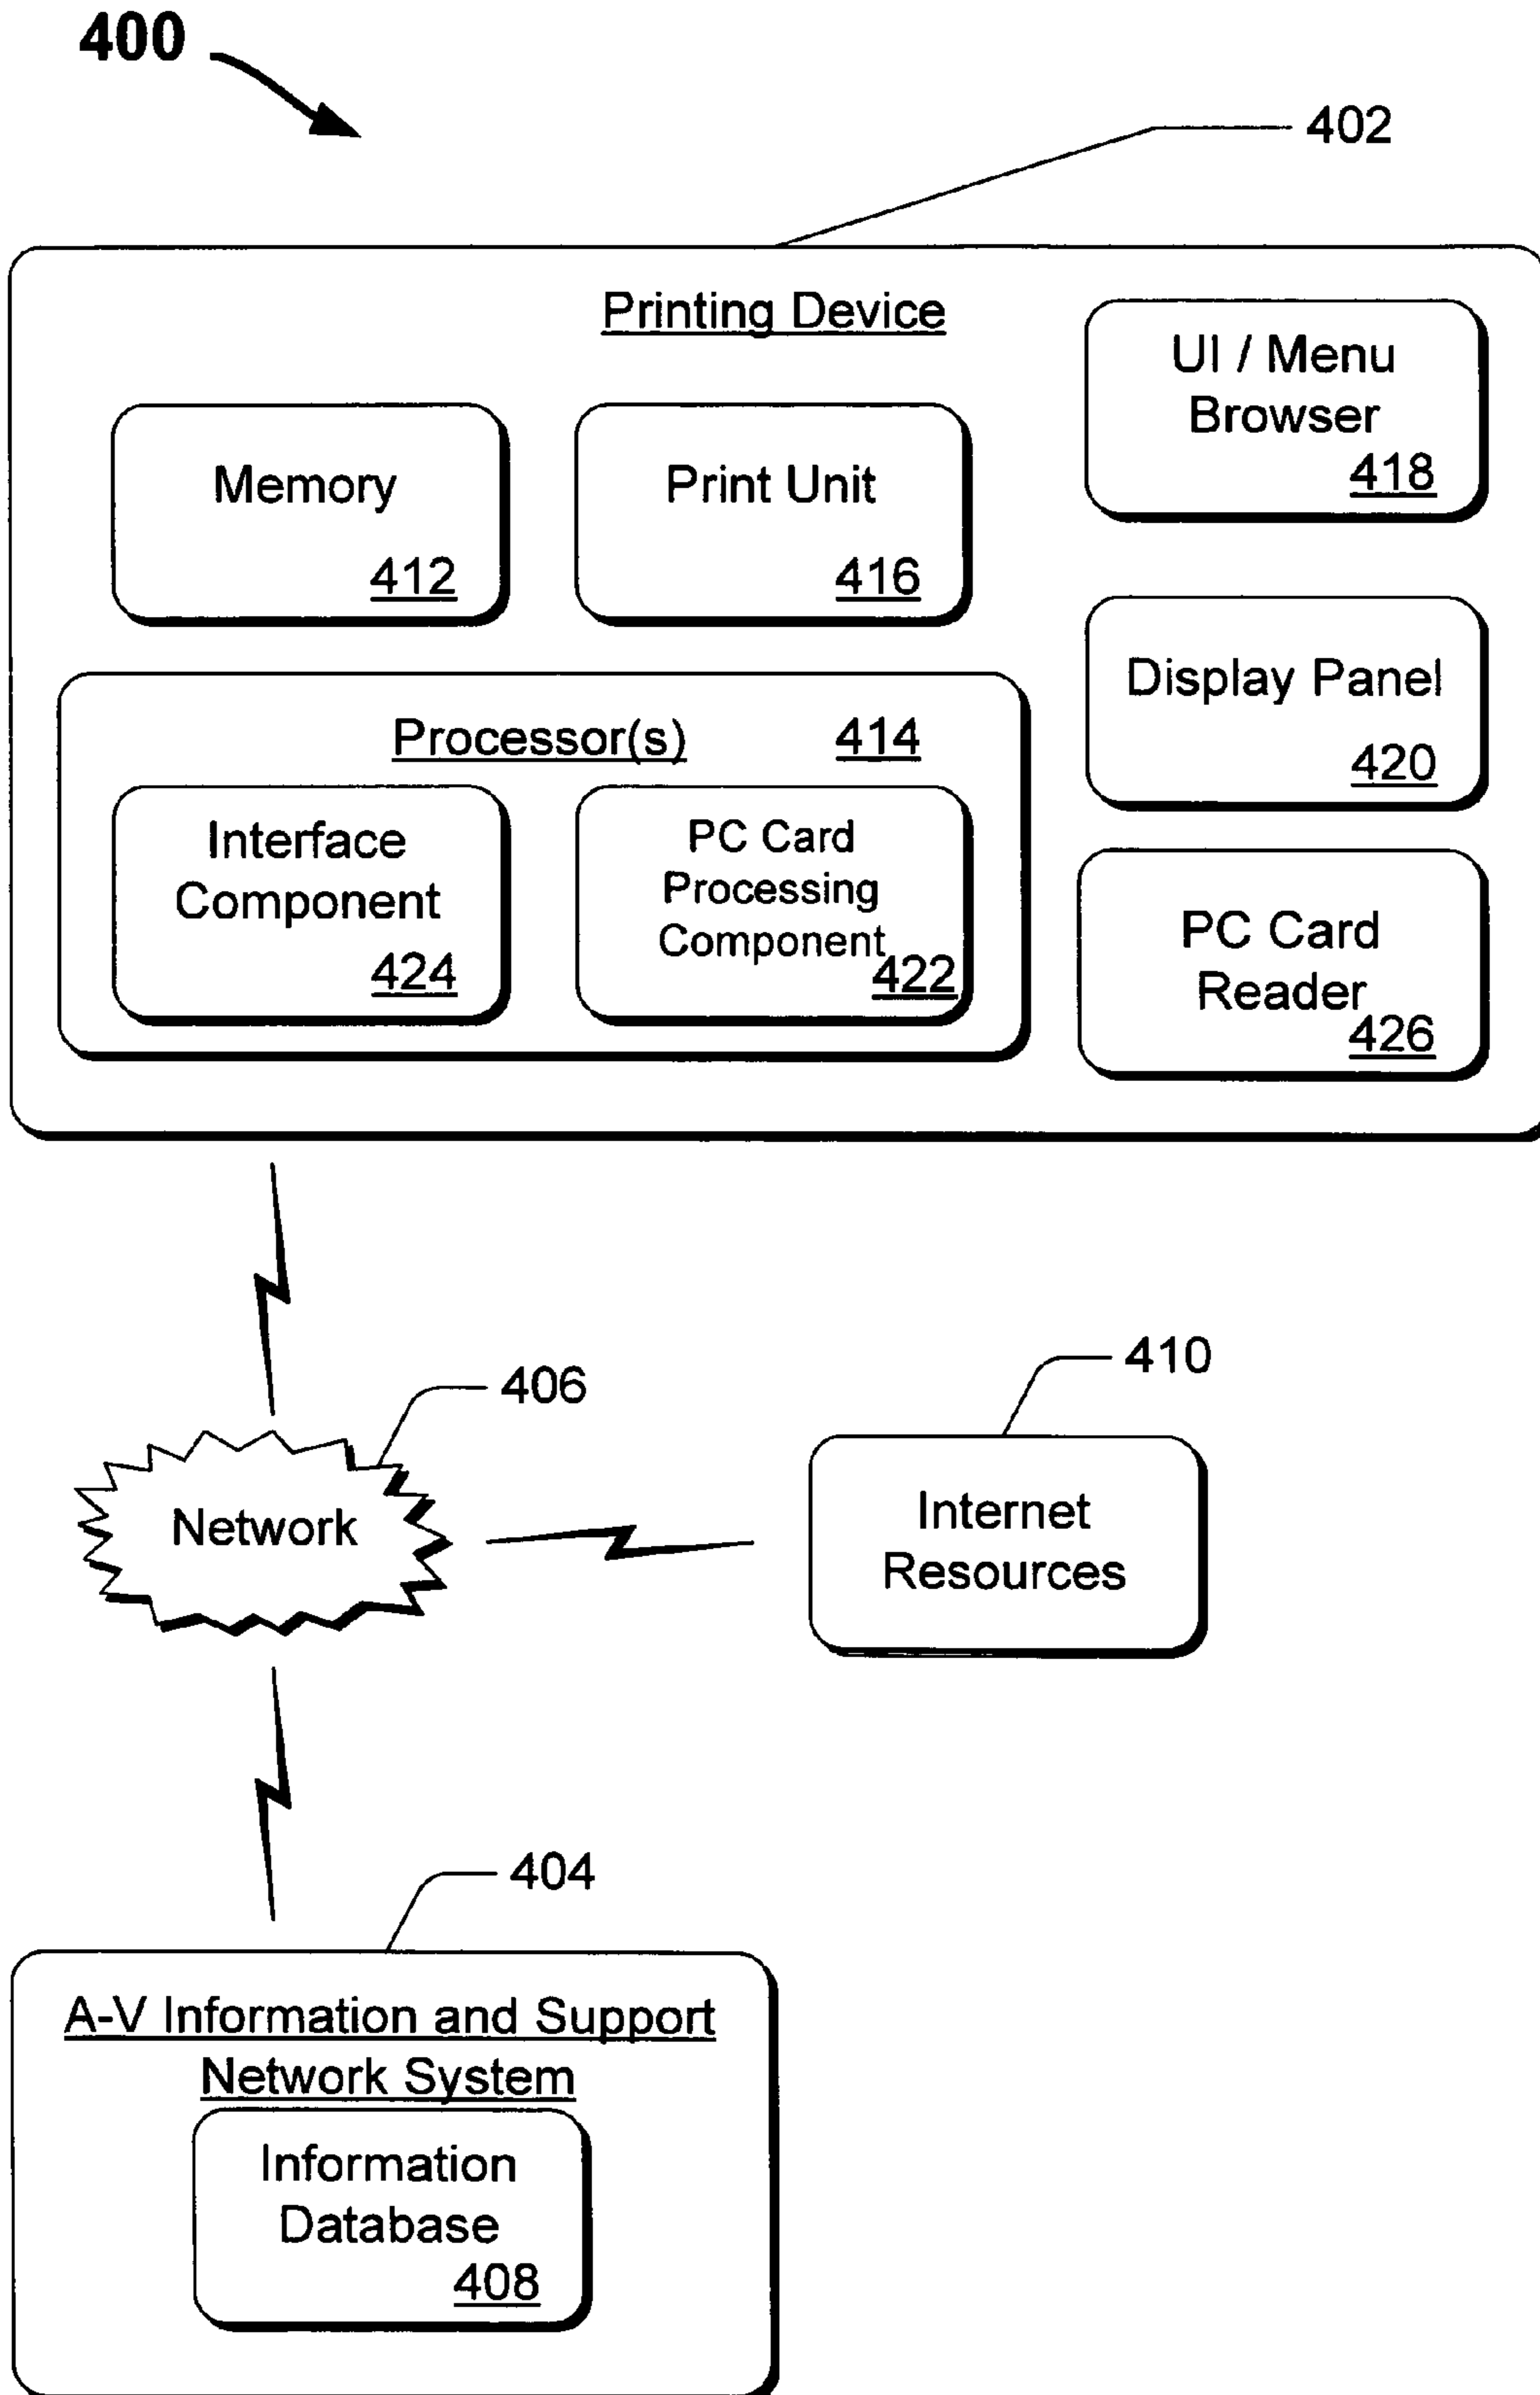 400
402
Printing Device
UI / Menu
Browser
418
Memory
412
Print Unit
416
Display Panel
420
Processor(s) 414
Interface
Component
424
PC Card
Processing
Component
422
PC Card
Reader
426
406
Network
410
Internet
Resources
404
A-V Information and Support
Network System
Information
Database
408